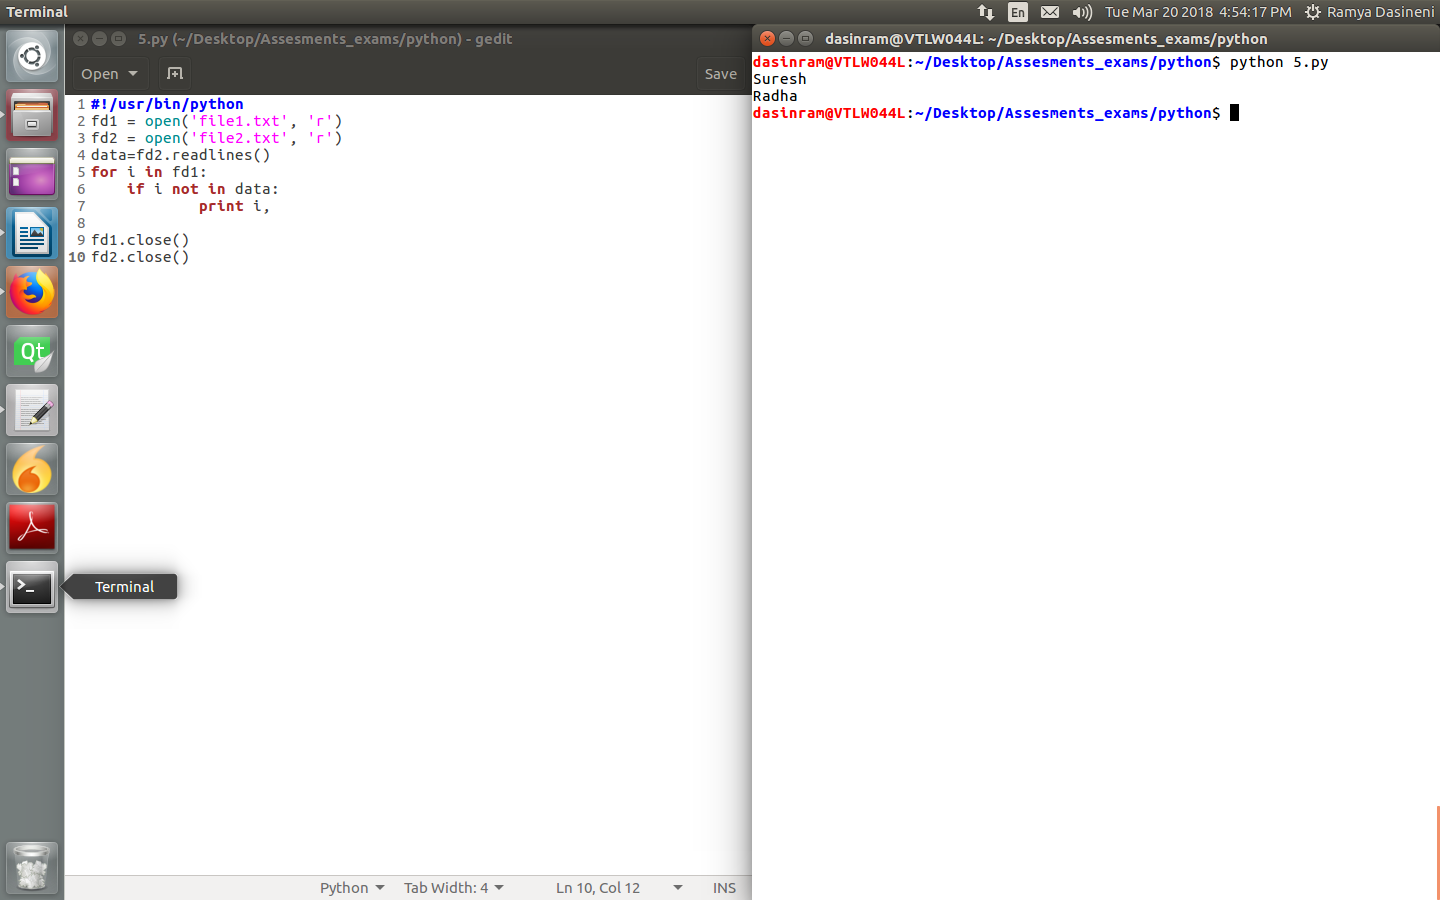 Terminal
En
Tue Mar 20 2018 4:54:17 PM
Ramya Dasineni
5.py (~/Desktop/Assesments_exams/python) - gedit
Open
Save
1 #!/usr/bin/python
2 fd1 = open('file1.txt', 'r')
3 fd2 = open('file2.txt', 'r')
4 data=fd2.readlines()
5 for i in fd1:
6     if i not in data:
7             print i,
8
9 fd1.close()
10 fd2.close()
Qt
Terminal
Python
Tab Width: 4
Ln 10, Col 12
INS
dasinram@VTLW044L: ~/Desktop/Assesments_exams/python
dasinram@VTLW044L:~/Desktop/Assesments_exams/python$ python 5.py
Suresh
Radha
dasinram@VTLW044L:~/Desktop/Assesments_exams/python$